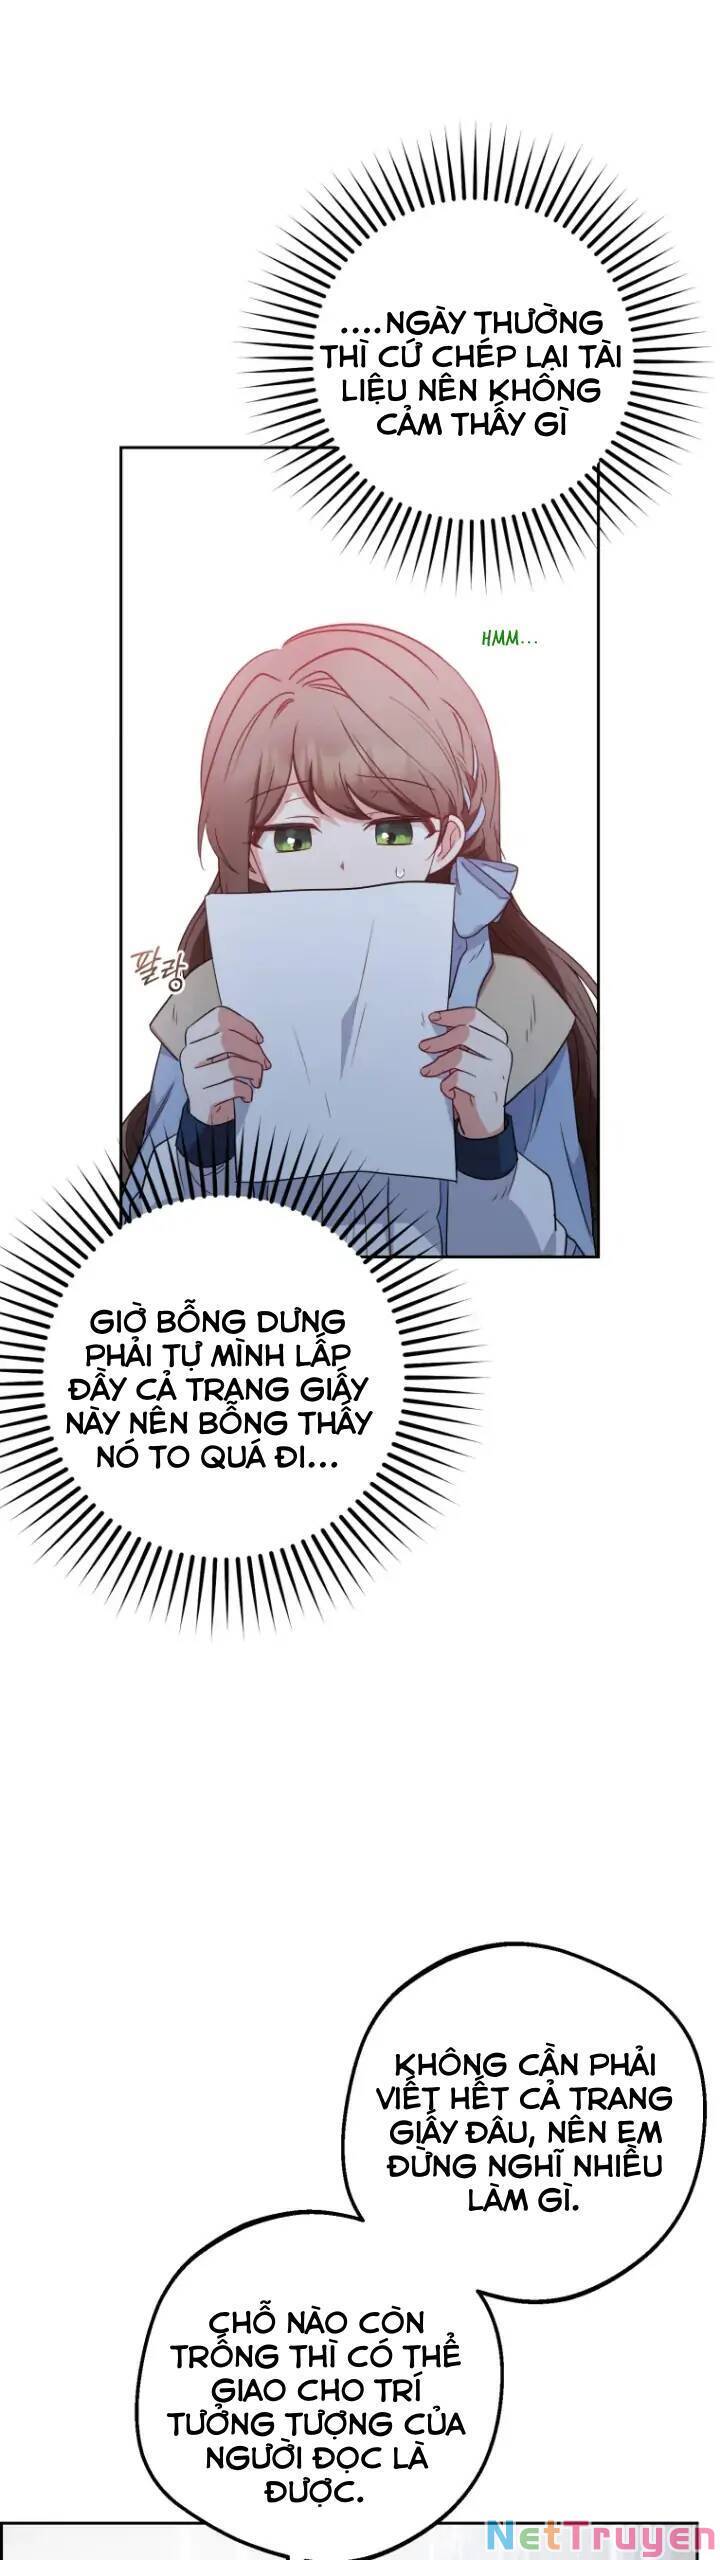 ....NGÀY THƯỜNG
THÌ CỨ CHÉP LẠI TÀI
LIỆU NÊN KHÔNG
CẢM THẤY GÌ
HMM...
팔랑
GIỜ BỖNG DƯNG
PHẢI TỰ MÌNH LẤP
ĐẦY CẢ TRANG GIẤY
NÀY NÊN BỖNG THẤY
NÓ TO QUÁ ĐI...
KHÔNG CẦN PHẢI
VIẾT HẾT CẢ TRANG
GIẤY ĐÂU, NÊN EM
ĐỪNG NGHĨ NHIỀU
LÀM GÌ.
CHỖ NÀO CÒN
TRỐNG THÌ CÓ THỂ
GIAO CHO TRÍ
TƯỞNG TƯỢNG CỦA
NGƯỜI ĐỌC LÀ
ĐƯỢC.
NetTruyen